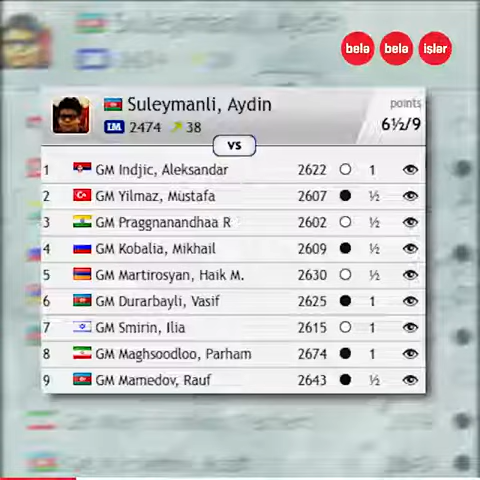 belə belə işlər
Suleymanli, Aydin
points
IM 2474 38
6½/9
vs
1 GM Indjic, Aleksandar 2622 1
2 GM Yilmaz, Mustafa 2607 ½
3 GM Praggnanandhaa R 2602 ½
4 GM Kobalia, Mikhail 2609 ½
5 GM Martirosyan, Haik M. 2630 ½
6 GM Durarbayli, Vasif 2625 1
7 GM Smirin, Ilia 2615 1
8 GM Maghsoodloo, Parham 2674 1
9 GM Mamedov, Rauf 2643 ½